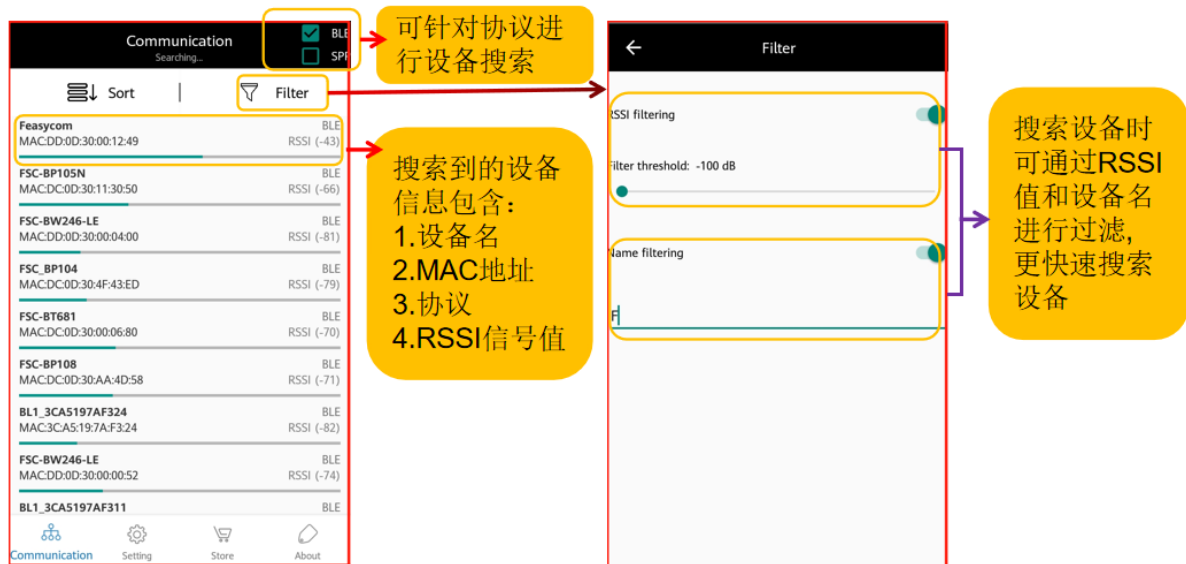 Communication
Searching...
BLE
SPP
可针对协议进
行设备搜索
Sort
Filter
Feasycom
BLE
MAC:DD:0D:30:00:12:49
RSSI (-43)
FSC-BP105N
BLE
MAC:DC:0D:30:11:30:50
RSSI (-66)
FSC-BW246-LE
BLE
MAC:DD:0D:30:00:04:00
RSSI (-81)
FSC_BP104
BLE
MAC:DC:0D:30:4F:43:ED
RSSI (-79)
FSC-BT681
BLE
MAC:DC:0D:30:00:06:80
RSSI (-70)
FSC-BP108
BLE
MAC:DC:0D:30:AA:4D:58
RSSI (-71)
BL1_3CA5197AF324
BLE
MAC:3C:A5:19:7A:F3:24
RSSI (-82)
FSC-BW246-LE
BLE
MAC:DD:0D:30:00:00:52
RSSI (-74)
BL1_3CA5197AF311
BLE
Communication
Setting
Store
About
搜索到的设备
信息包含:
1.设备名
2.MAC地址
3.协议
4.RSSI信号值
Filter
RSSI filtering
Filter threshold: -100 dB
Name filtering
F
搜索设备时
可通过RSSI
值和设备名
进行过滤,
更快速搜索
设备